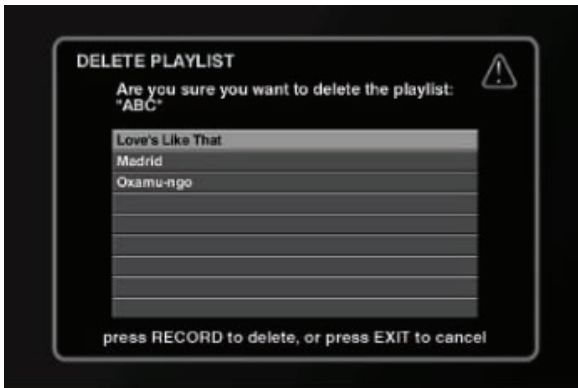 DELETE PLAYLIST
Are you sure you want to delete the playlist:
"ABC"
Love's Like That
Madrid
Oxamu-ngo
press RECORD to delete, or press EXIT to cancel